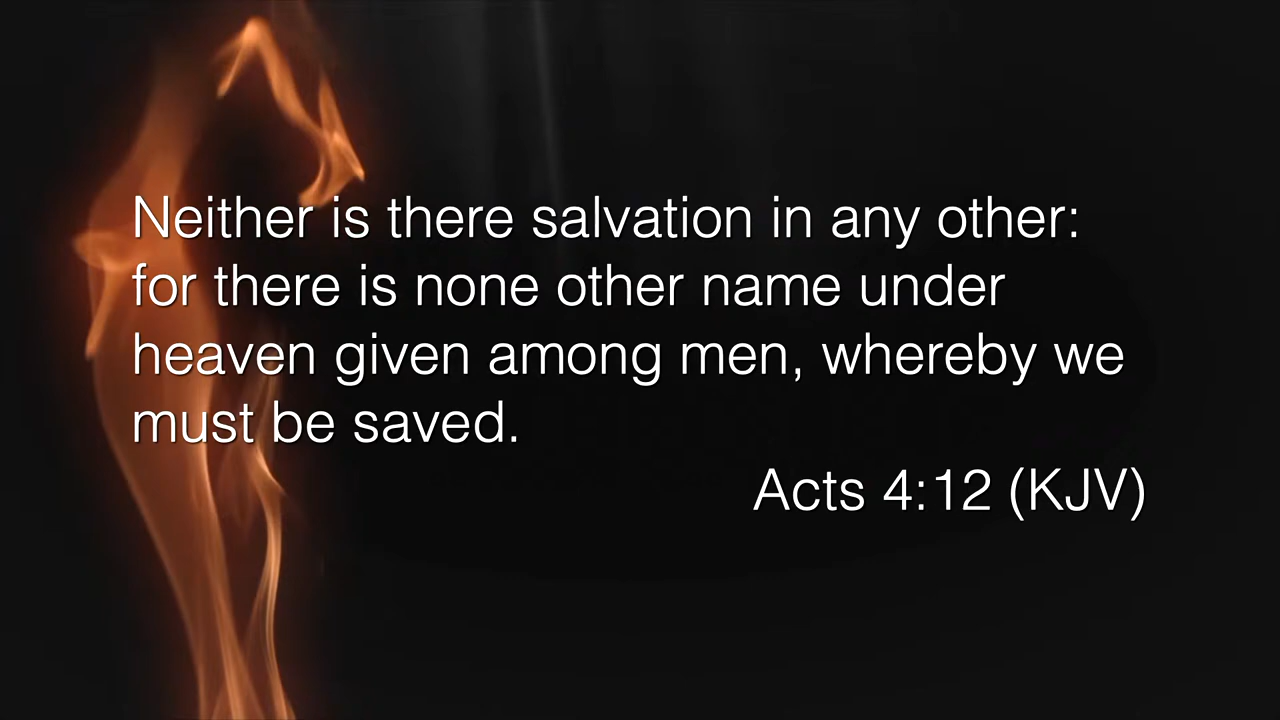 Neither is there salvation in any other:
for there is none other name under
heaven given among men, whereby we
must be saved.
Acts 4:12 (KJV)